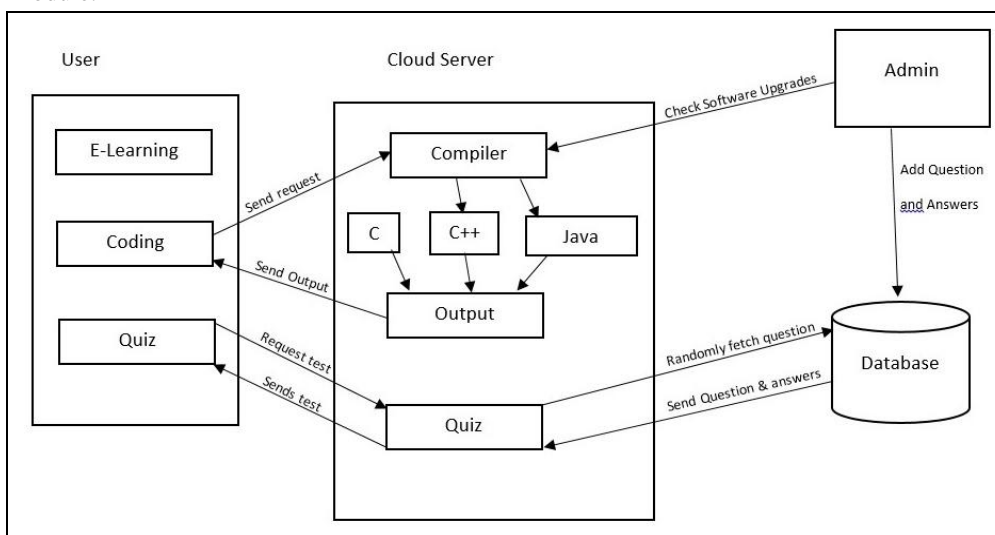 User
Cloud Server
Admin
E-Learning
Coding
Quiz
Send request
Send Output
Request test
Sends test
Compiler
C
C++
Java
Output
Quiz
Check Software Upgrades
Add Question
and Answers
Randomly fetch question
Send Question & answers
Database